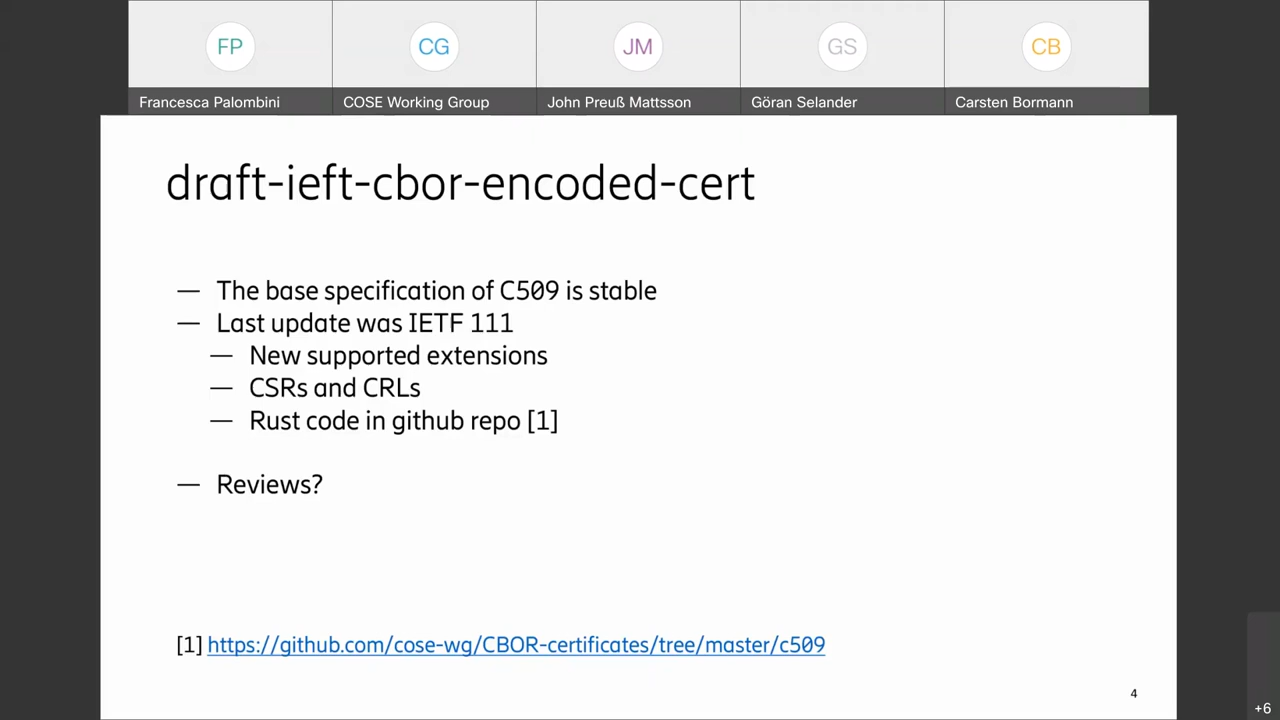 FP
CG
JM
GS
CB
Francesca Palombini
COSE Working Group
John Preuß Mattsson
Göran Selander
Carsten Bormann
draft-ieft-cbor-encoded-cert
— The base specification of C509 is stable
— Last update was IETF 111
— New supported extensions
— CSRs and CRLs
— Rust code in github repo [1]
— Reviews?
[1] https://github.com/cose-wg/CBOR-certificates/tree/master/c509
4
+6